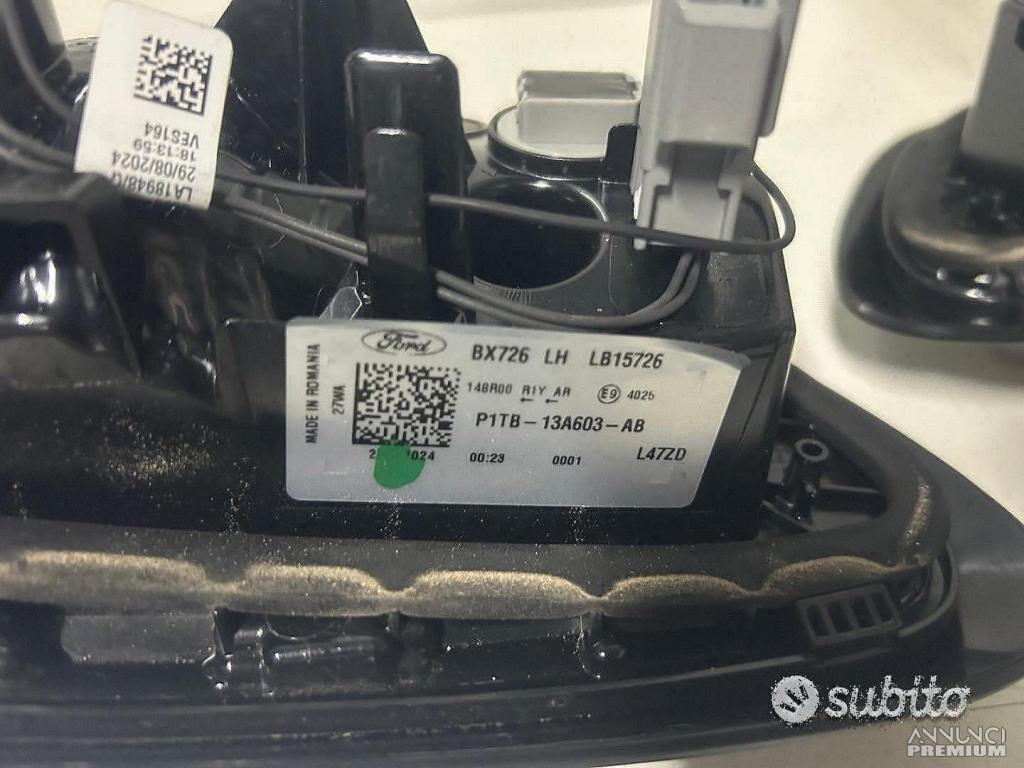 LA18948/G
29/08/2024
18:13:59
VES164
MADE IN ROMANIA
27WA
Ford
BX726 LH LB15726
148R00 R1Y AR E9 4025
P1TB-13A603-AB
00:23 0001 L47ZD
subito
ANNUNCI
PREMIUM